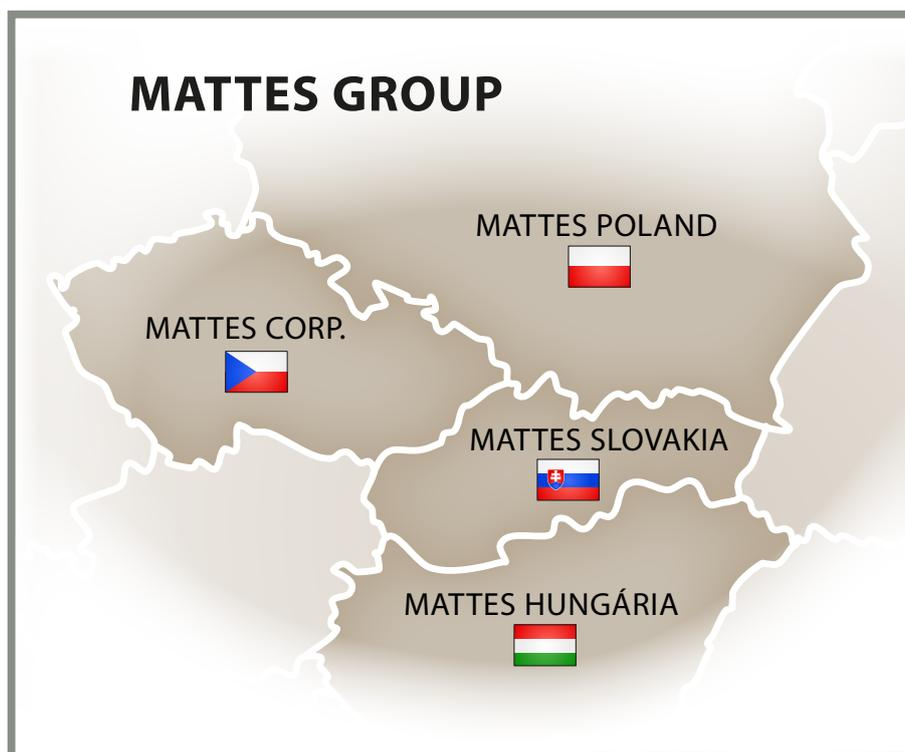 MATTES GROUP
MATTES POLAND
MATTES CORP.
MATTES SLOVAKIA
MATTES HUNGÁRIA